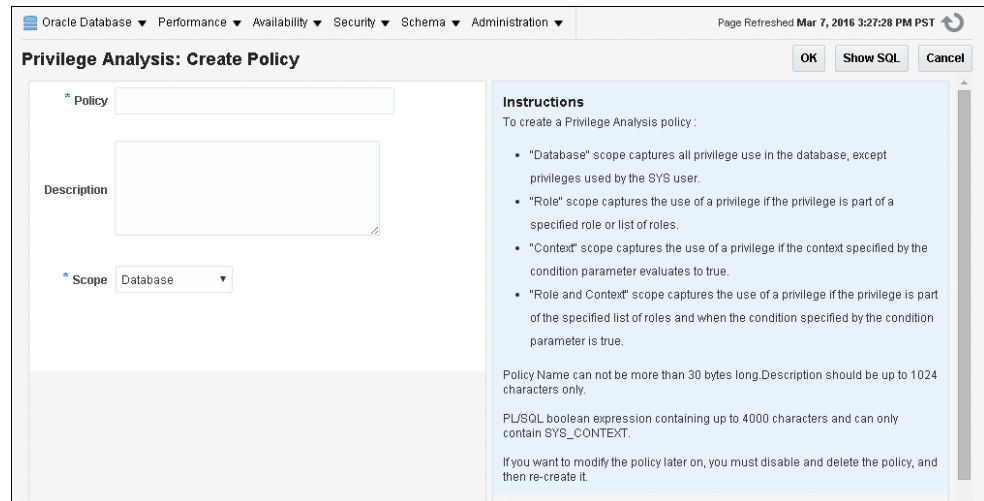 Oracle Database ▼ Performance ▼ Availability ▼ Security ▼ Schema ▼ Administration ▼
Page Refreshed Mar 7, 2016 3:27:28 PM PST
Privilege Analysis: Create Policy
OK Show SQL Cancel
* Policy
Description
* Scope Database ▼
Instructions
To create a Privilege Analysis policy :
• "Database" scope captures all privilege use in the database, except
privileges used by the SYS user.
• "Role" scope captures the use of a privilege if the privilege is part of a
specified role or list of roles.
• "Context" scope captures the use of a privilege if the context specified by the
condition parameter evaluates to true.
• "Role and Context" scope captures the use of a privilege if the privilege is part
of the specified list of roles and when the condition specified by the condition
parameter is true.
Policy Name can not be more than 30 bytes long.Description should be up to 1024
characters only.
PL/SQL boolean expression containing up to 4000 characters and can only
contain SYS_CONTEXT.
If you want to modify the policy later on, you must disable and delete the policy, and
then re-create it.